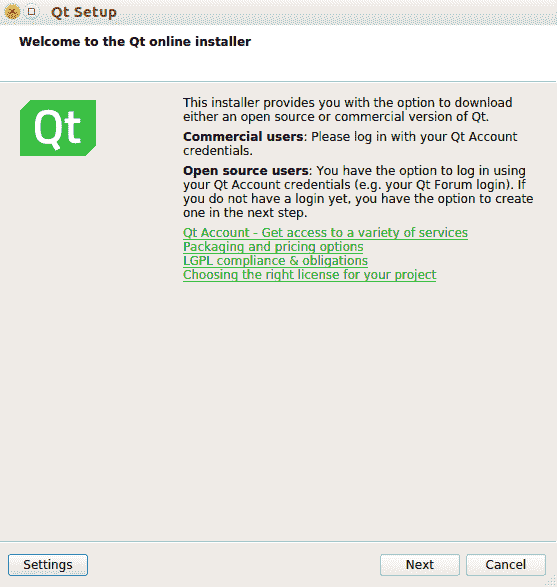 Qt Setup
Welcome to the Qt online installer
Qt
This installer provides you with the option to download
either an open source or commercial version of Qt.
Commercial users: Please log in with your Qt Account
credentials.
Open source users: You have the option to log in using
your Qt Account credentials (e.g. your Qt Forum login). If
you do not have a login yet, you have the option to create
one in the next step.
Qt Account - Get access to a variety of services
Packaging and pricing options
LGPL compliance & obligations
Choosing the right license for your project
Settings
Next
Cancel